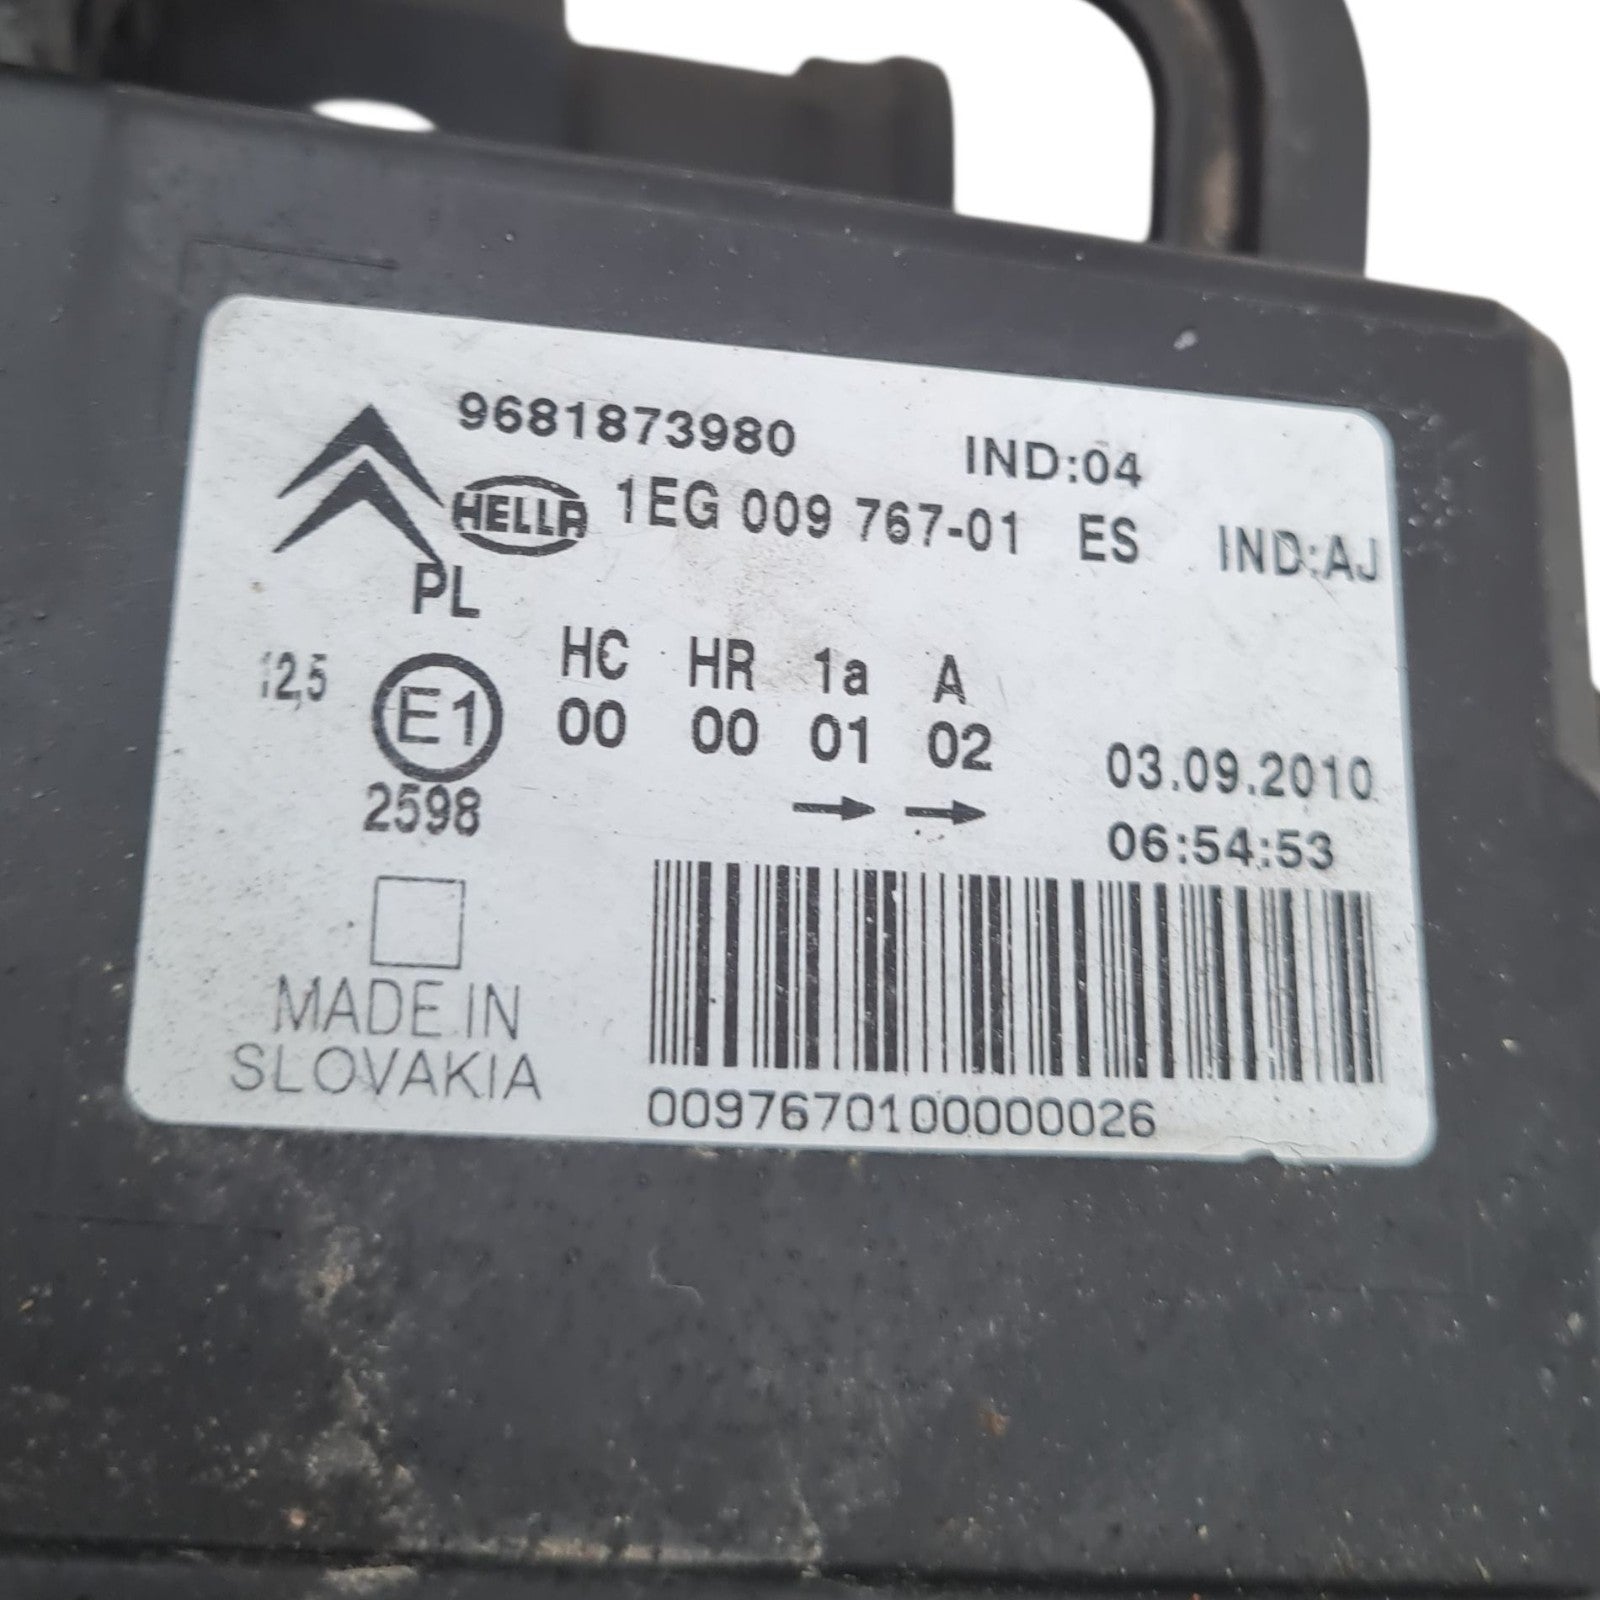 9681873980 IND:04
HELLA 1EG 009 767-01 ES IND:AJ
PL
12,5 E1 HC HR 1a A
00 00 01 02
2598
03.09.2010
06:54:53
MADE IN
SLOVAKIA
0097670100000026